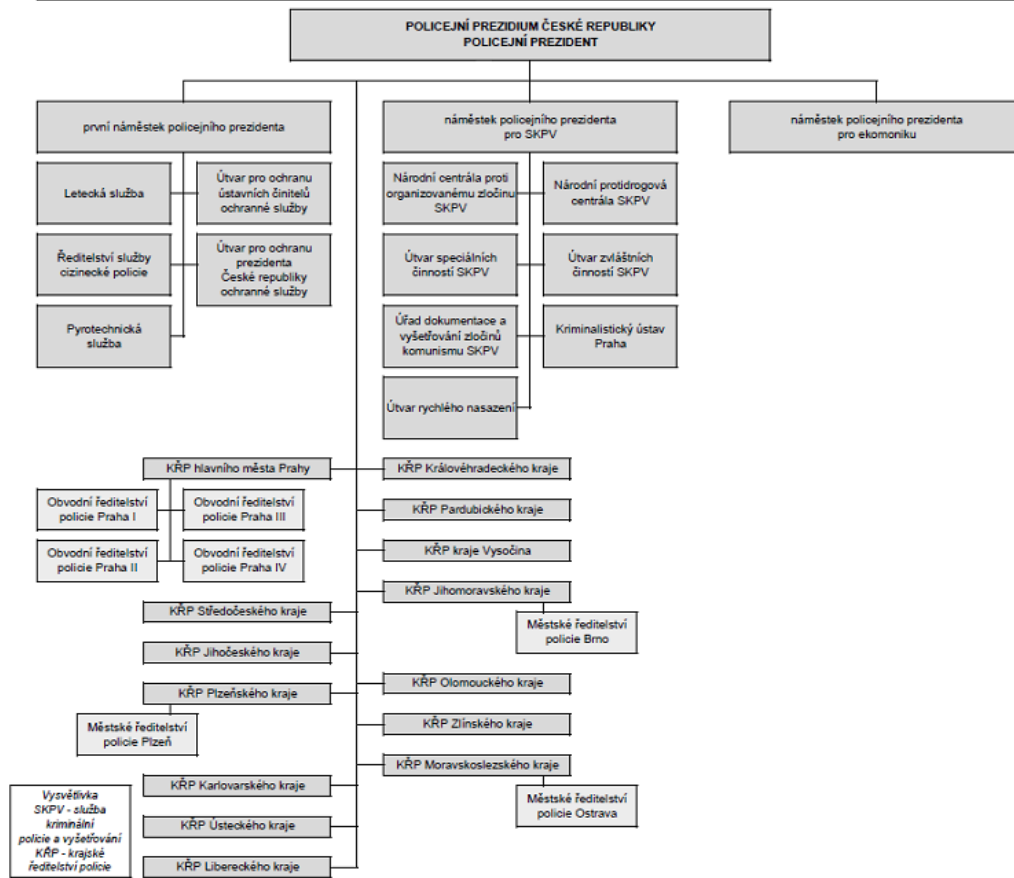 POLICEJNÍ PREZIDIUM ČESKÉ REPUBLIKY
POLICEJNÍ PREZIDENT
první náměstek policejního prezidenta
náměstek policejního prezidenta
pro SKPV
náměstek policejního prezidenta
pro ekomoniku
Letecká služba
Útvar pro ochranu
ústavních činitelů
ochranné služby
Ředitelství služby
cizinecké policie
Útvar pro ochranu
prezidenta
České republiky
ochranné služby
Pyrotechnická
služba
Národní centrála proti
organizovanému zločinu
SKPV
Národní protidrogová
centrála SKPV
Útvar speciálních
činností SKPV
Útvar zvláštních
činností SKPV
Úřad dokumentace a
vyšetřování zločinů
komunismu SKPV
Kriminalistický ústav
Praha
Útvar rychlého nasazení
KŘP hlavního města Prahy
Obvodní ředitelství
policie Praha I
Obvodní ředitelství
policie Praha III
Obvodní ředitelství
policie Praha II
Obvodní ředitelství
policie Praha IV
KŘP Středočeského kraje
KŘP Jihočeského kraje
KŘP Plzeňského kraje
Městské ředitelství
policie Plzeň
KŘP Karlovarského kraje
KŘP Ústeckého kraje
KŘP Libereckého kraje
KŘP Královéhradeckého kraje
KŘP Pardubického kraje
KŘP kraje Vysočina
KŘP Jihomoravského kraje
Městské ředitelství
policie Brno
KŘP Olomouckého kraje
KŘP Zlínského kraje
KŘP Moravskoslezského kraje
Městské ředitelství
policie Ostrava
Vysvětlivka
SKPV - služba
kriminální
policie a vyšetřování
KŘP - krajské
ředitelství policie